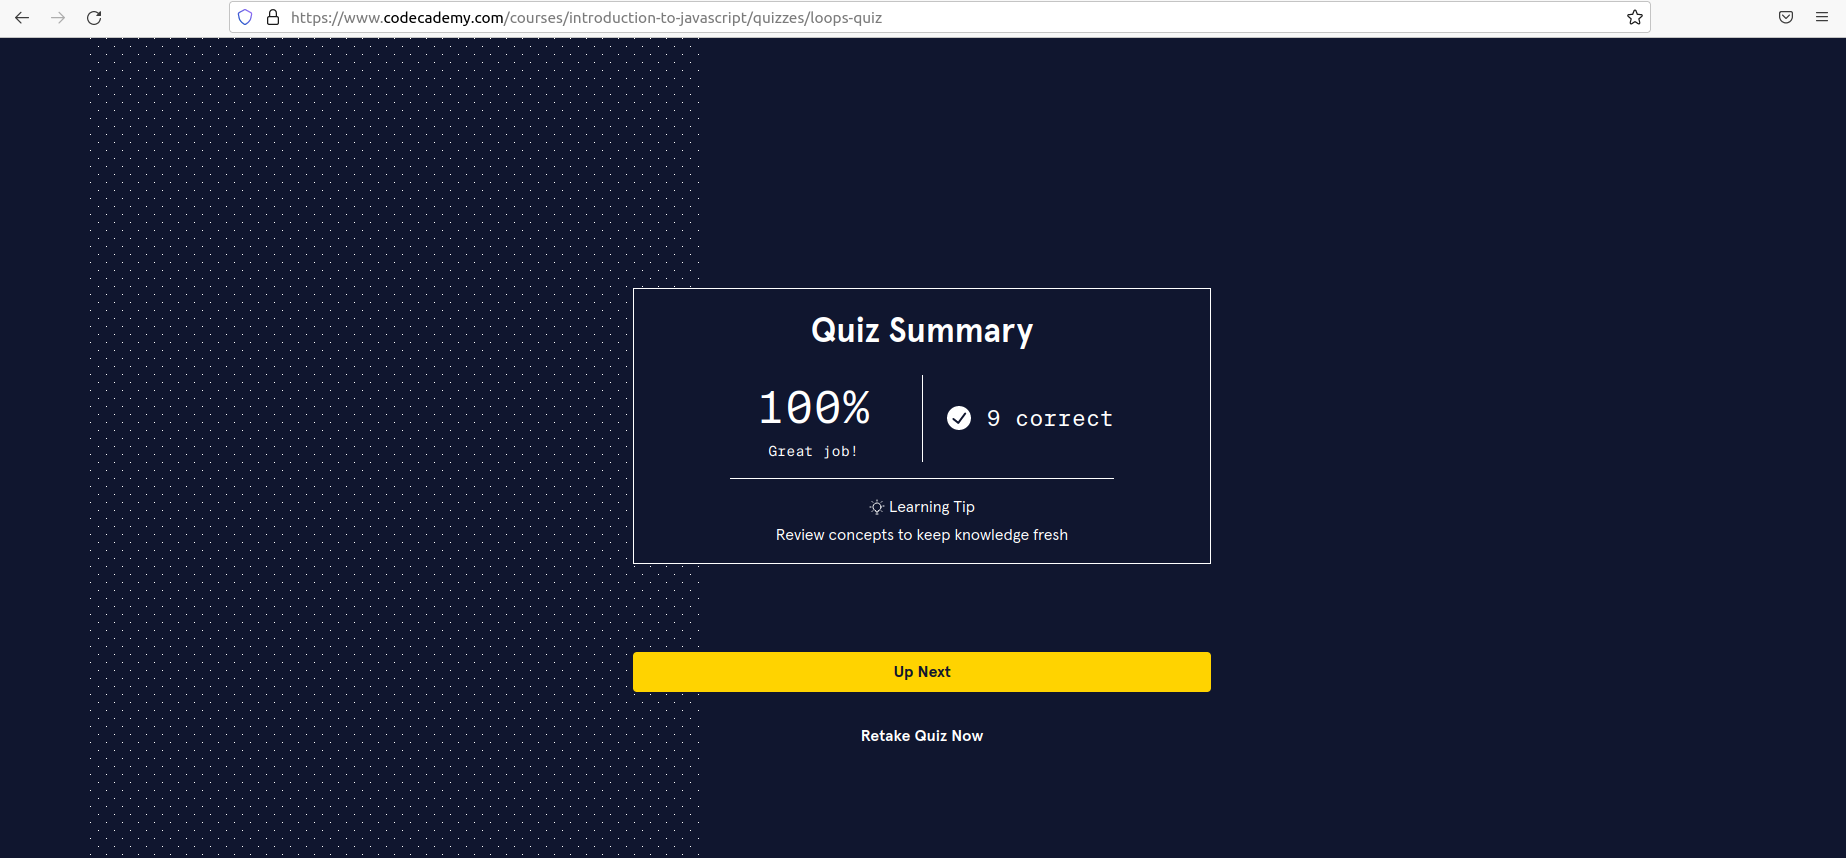 https://www.codecademy.com/courses/introduction-to-javascript/quizzes/loops-quiz
Quiz Summary
100%
Great job!
9 correct
Learning Tip
Review concepts to keep knowledge fresh
Up Next
Retake Quiz Now